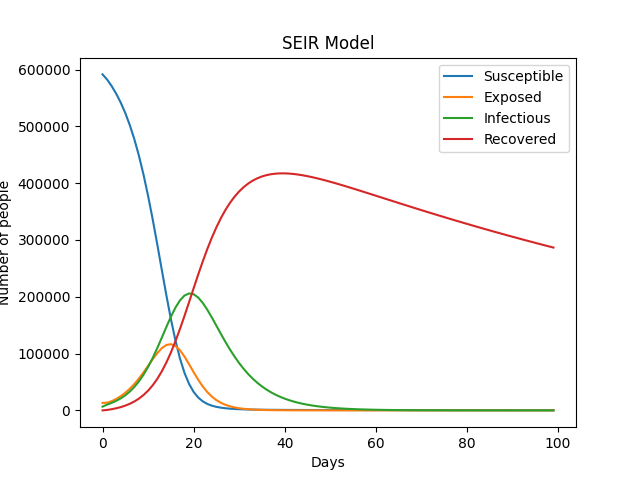 SEIR Model
Susceptible
Exposed
Infectious
Recovered
600000
500000
400000
300000
200000
100000
0
Number of people
0 20 40 60 80 100
Days